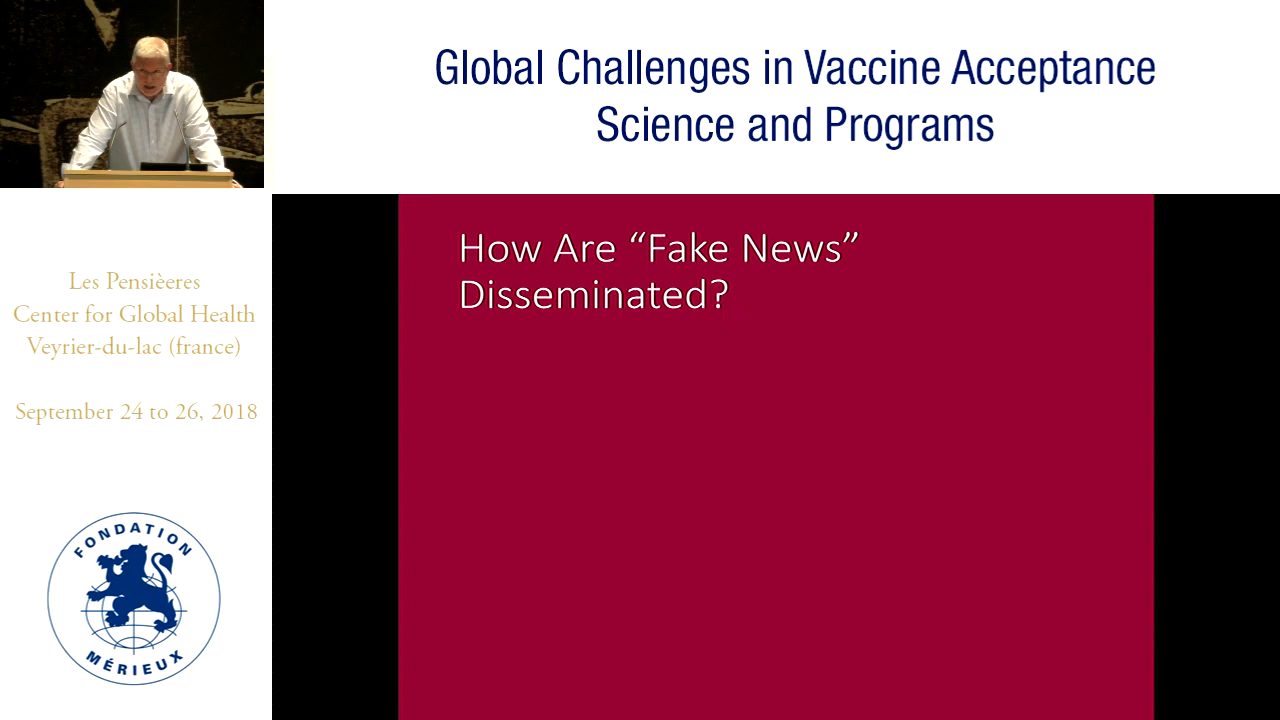 Global Challenges in Vaccine Acceptance
Science and Programs
How Are “Fake News”
Disseminated?
Les Pensièeres
Center for Global Health
Veyrier-du-lac (france)
September 24 to 26, 2018
FONDATION
MÉRIEUX